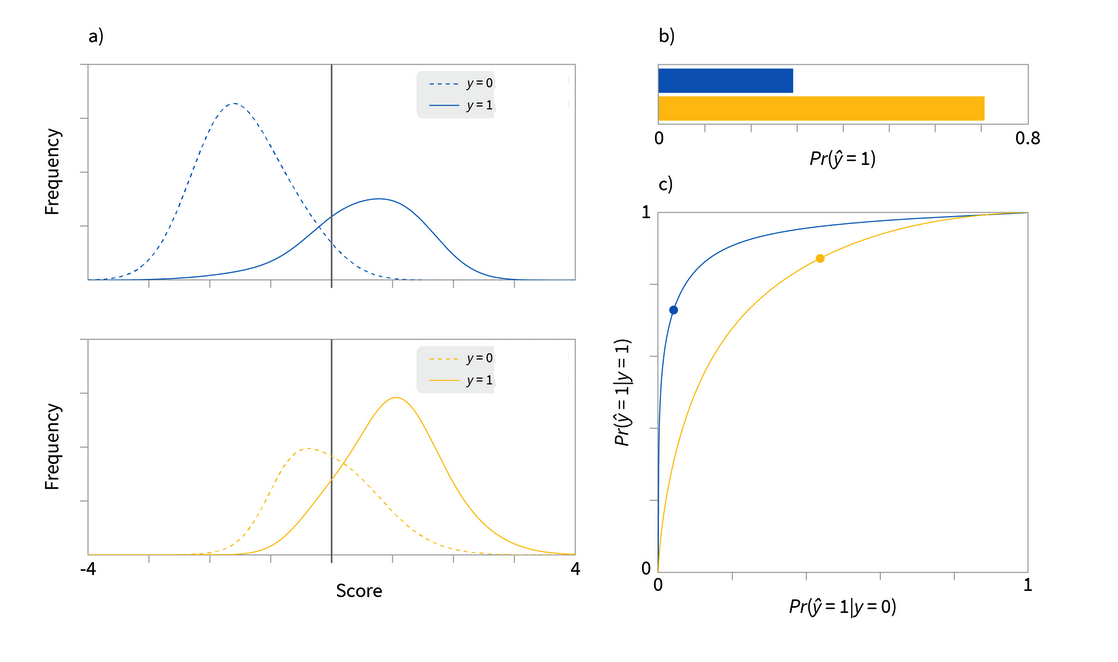 a)
y = 0
y = 1
Frequency
y = 0
y = 1
Frequency
-4
4
Score
b)
0
0.8
Pr(ŷ = 1)
c)
1
Pr(ŷ = 1|y = 1)
0
0
1
Pr(ŷ = 1|y = 0)